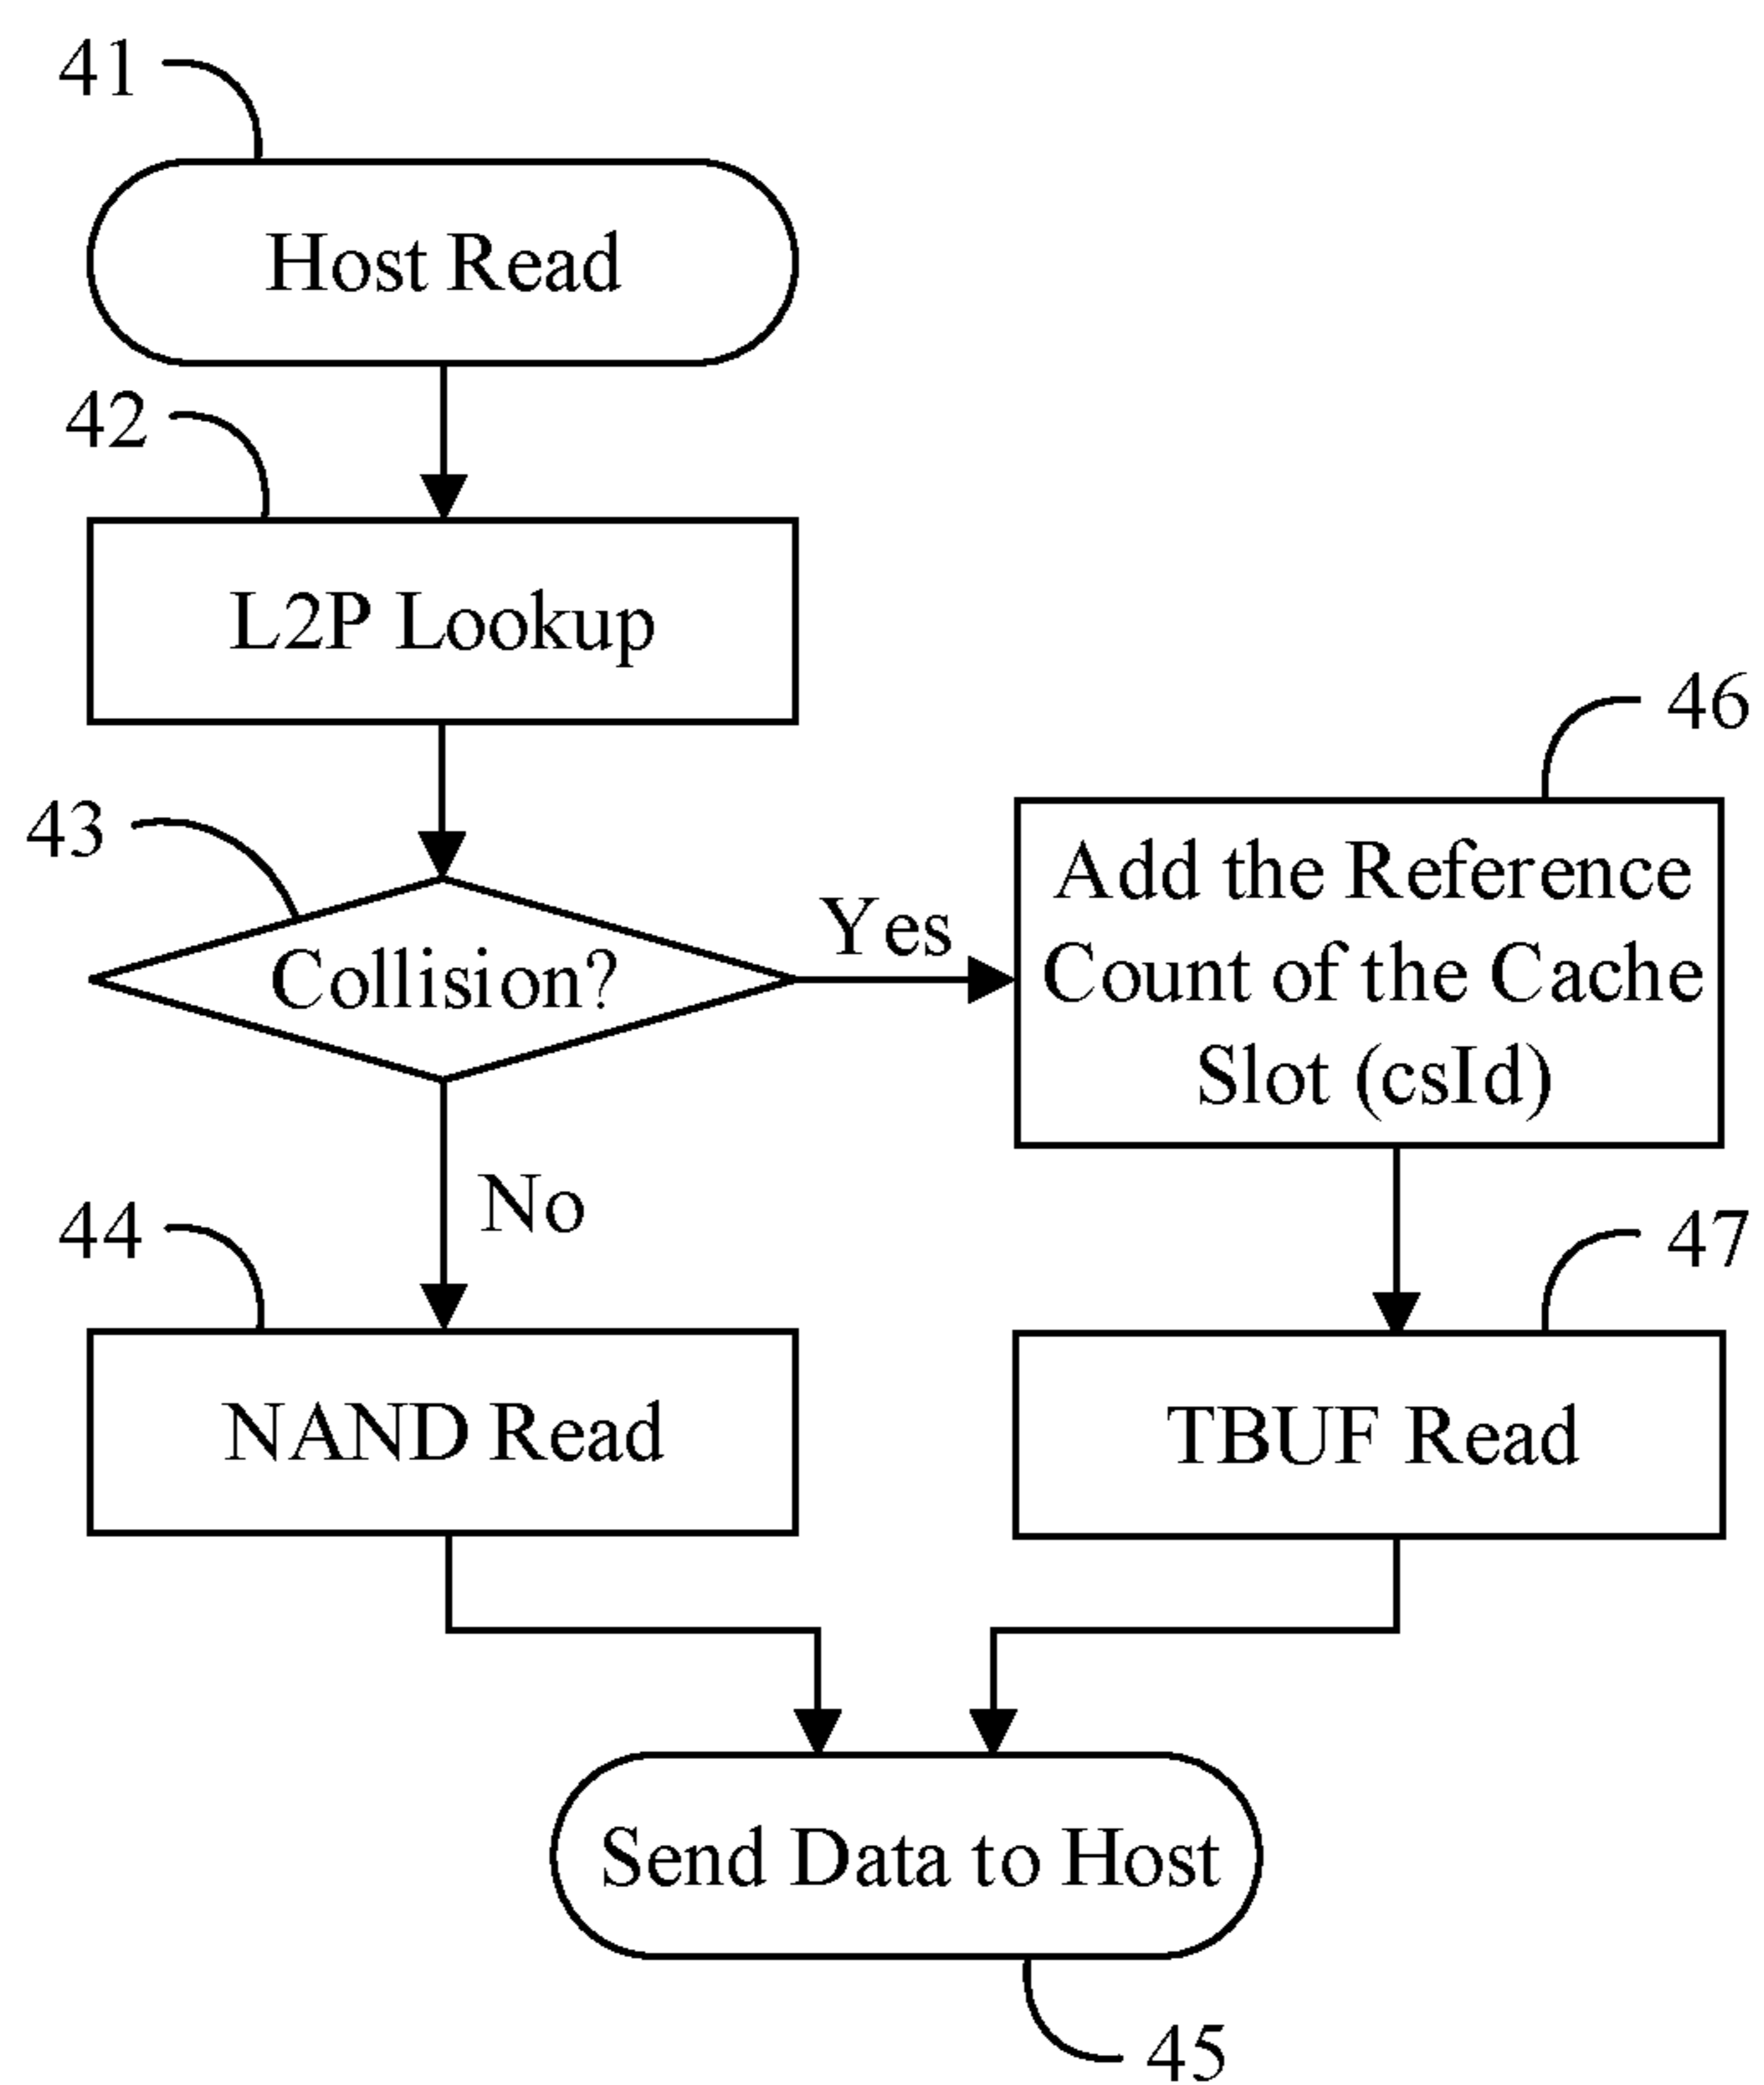 41
Host Read
42
L2P Lookup
43
Collision?
Yes
46
Add the Reference
Count of the Cache
Slot (csId)
No
44
NAND Read
47
TBUF Read
Send Data to Host
45